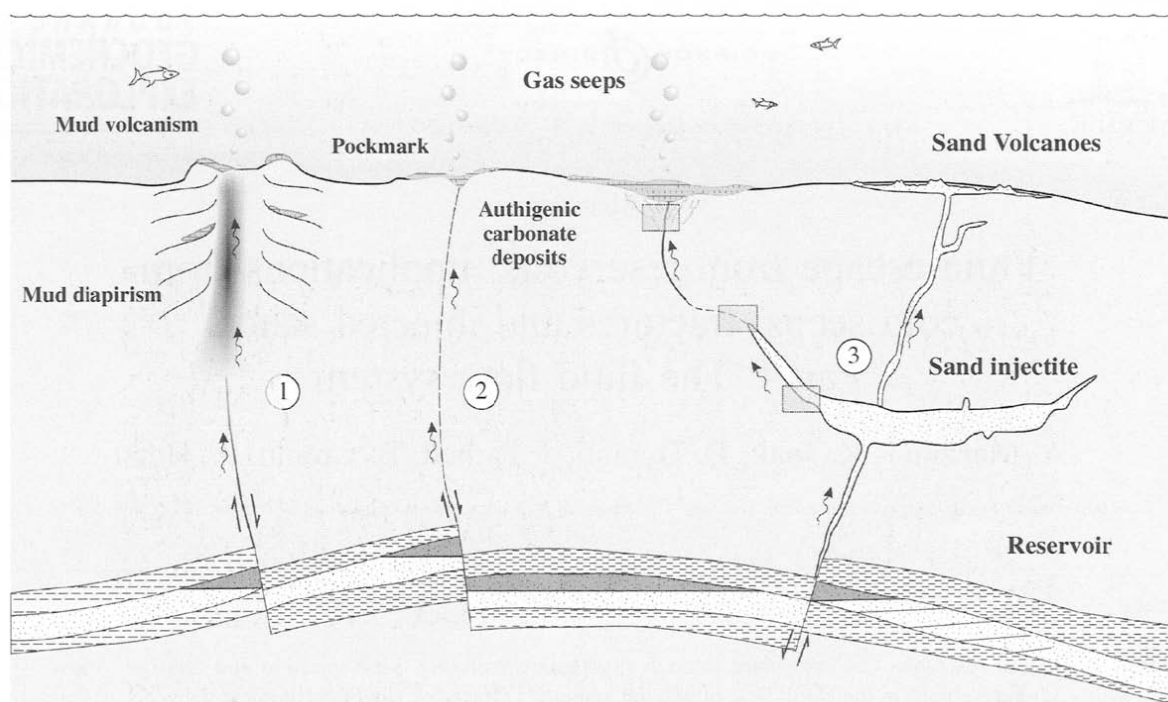 Gas seeps
Mud volcanism
Pockmark
Sand Volcanoes
Authigenic
carbonate
deposits
Mud diapirism
1
2
3
Sand injectite
Reservoir